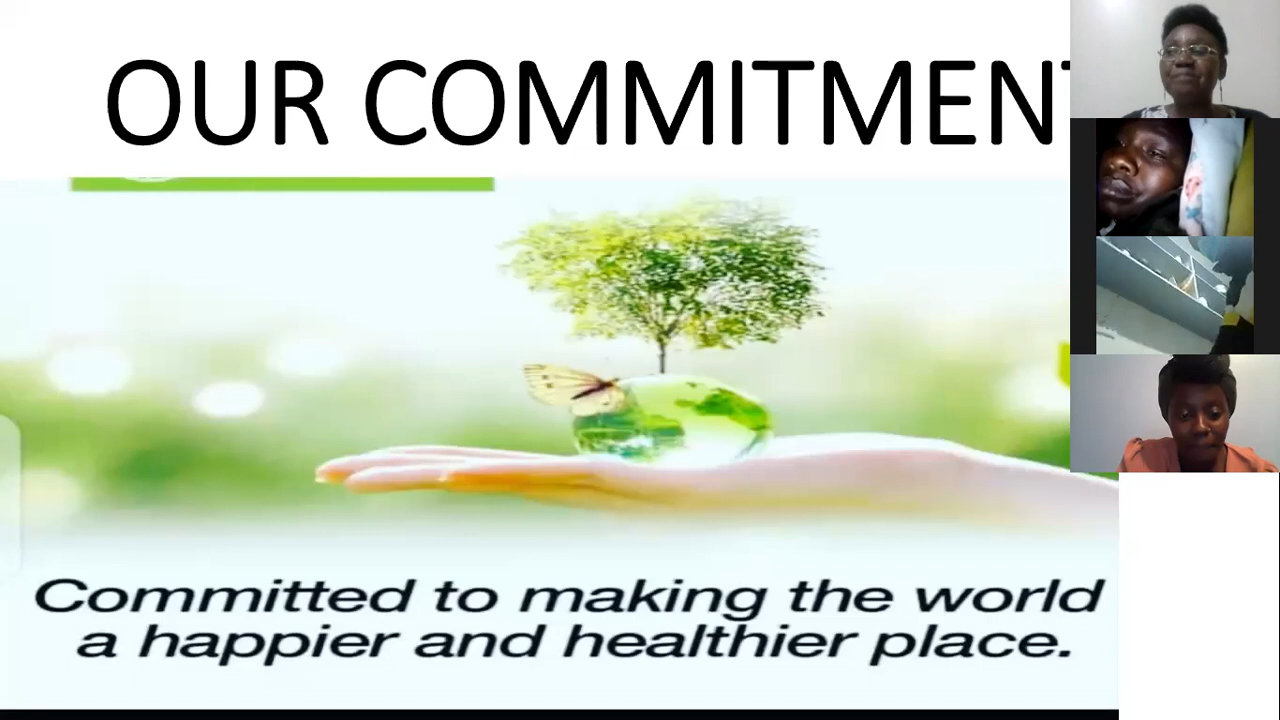 OUR COMMITMENT
Committed to making the world
a happier and healthier place.